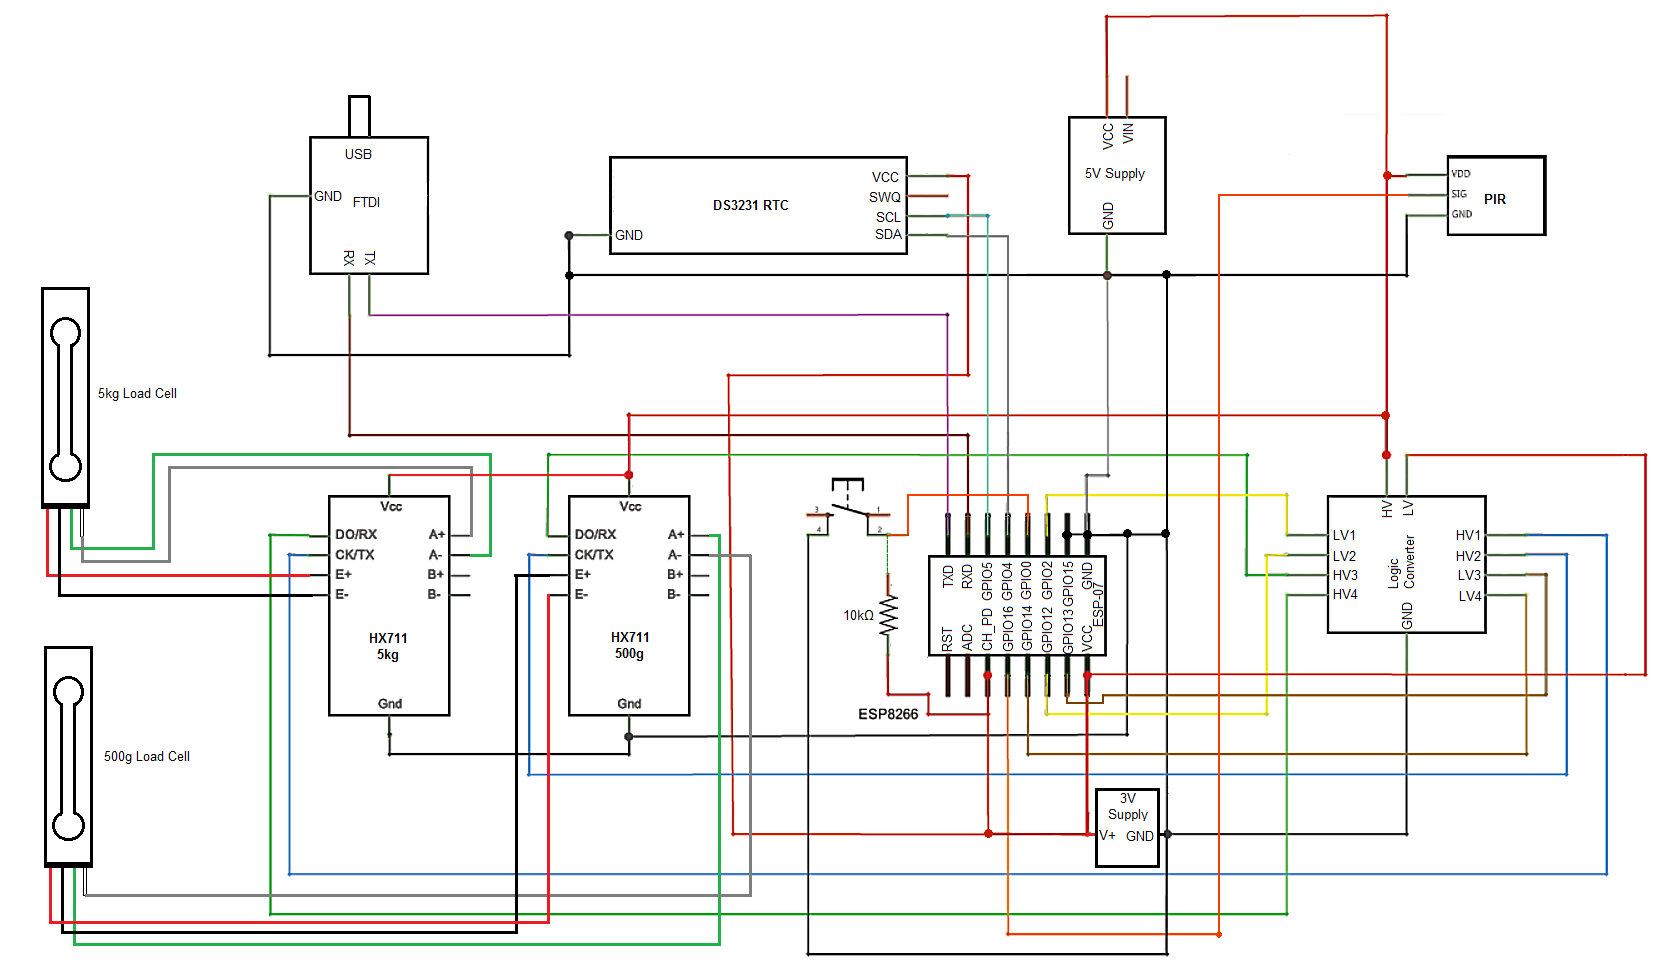 USB
GND
FTDI
RX
TX
DS3231 RTC
VCC
SWQ
SCL
SDA
GND
VCC
VIN
5V Supply
GND
VDD
SIG
GND
PIR
5kg Load Cell
500g Load Cell
Vcc
DO/RX
CK/TX
E+
E-
A+
A-
B+
B-
HX711
5kg
Gnd
Vcc
DO/RX
CK/TX
E+
E-
A+
A-
B+
B-
HX711
500g
Gnd
3
1
4
2
10kΩ
TXD
RXD
GPIO5
GPIO4
GPIO0
GPIO2
GPIO15
GND
ESP-07
RST
ADC
CH_PD
GPIO16
GPIO14
GPIO12
GPIO13
VCC
ESP8266
HV
LV
LV1
LV2
HV3
HV4
Logic
Converter
HV1
HV2
LV3
LV4
GND
3V
Supply
V+ GND